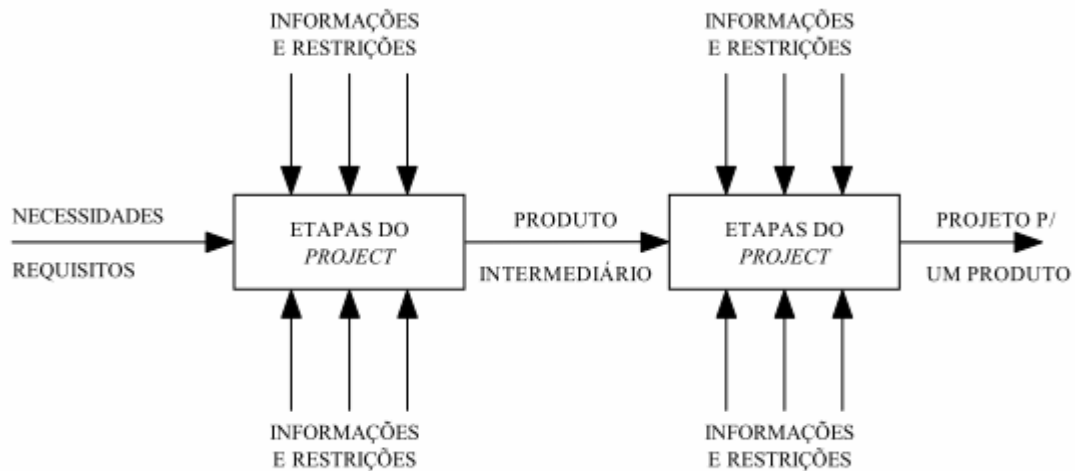 INFORMAÇÕES
E RESTRIÇÕES
INFORMAÇÕES
E RESTRIÇÕES
NECESSIDADES
REQUISITOS
ETAPAS DO
PROJECT
PRODUTO
INTERMEDIÁRIO
ETAPAS DO
PROJECT
PROJETO P/
UM PRODUTO
INFORMAÇÕES
E RESTRIÇÕES
INFORMAÇÕES
E RESTRIÇÕES